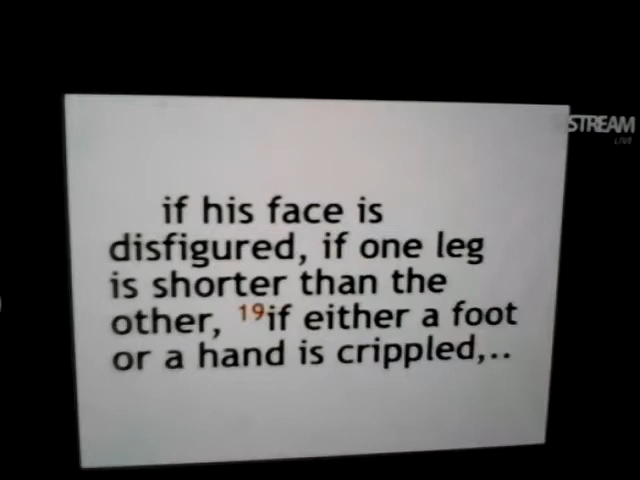 STREAM
LIVE
if his face is
disfigured, if one leg
is shorter than the
other, 19if either a foot
or a hand is crippled,..